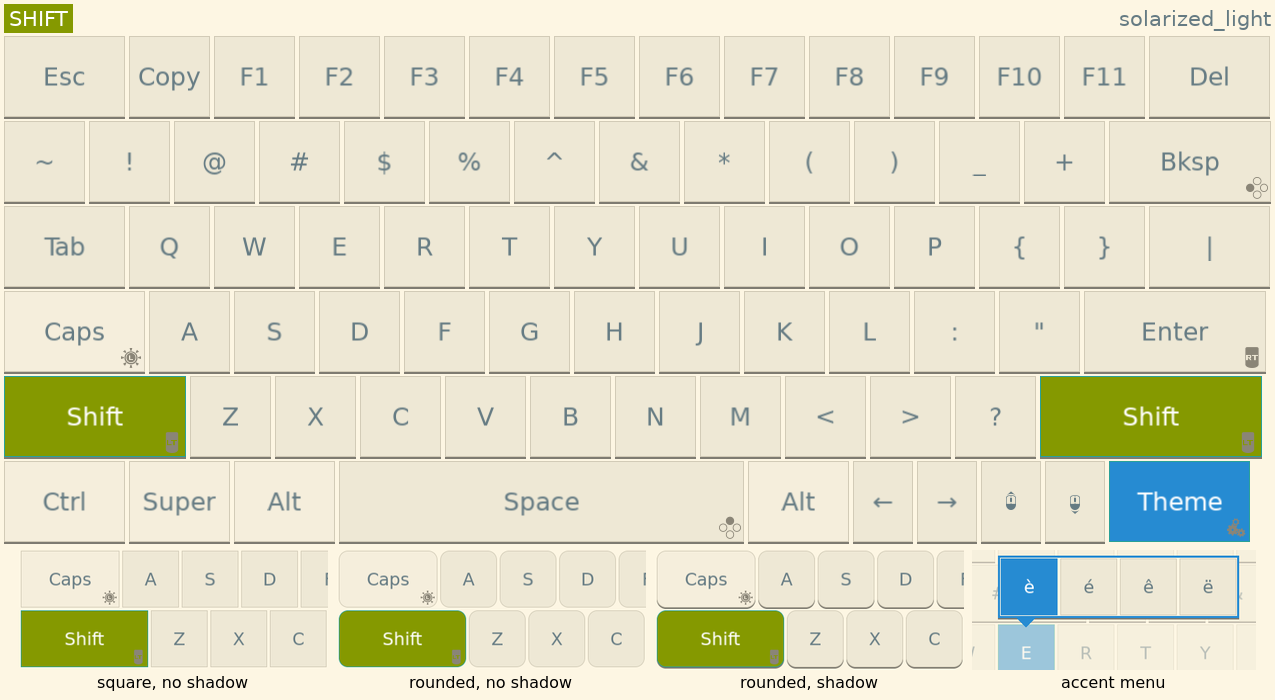 SHIFT solarized_light
Esc Copy F1 F2 F3 F4 F5 F6 F7 F8 F9 F10 F11 Del
~ ! @ # $ % ^ & * ( ) _ + Bksp
Tab Q W E R T Y U I O P { } |
Caps A S D F G H J K L : " Enter
L RT
Shift Z X C V B N M < > ? Shift
Ctrl Super Alt Space Alt ← → Theme
Caps A S D Caps A S D Caps A S D è é ê ë
Shift Z X C Shift Z X C Shift Z X C E R T Y
square, no shadow rounded, no shadow rounded, shadow accent menu